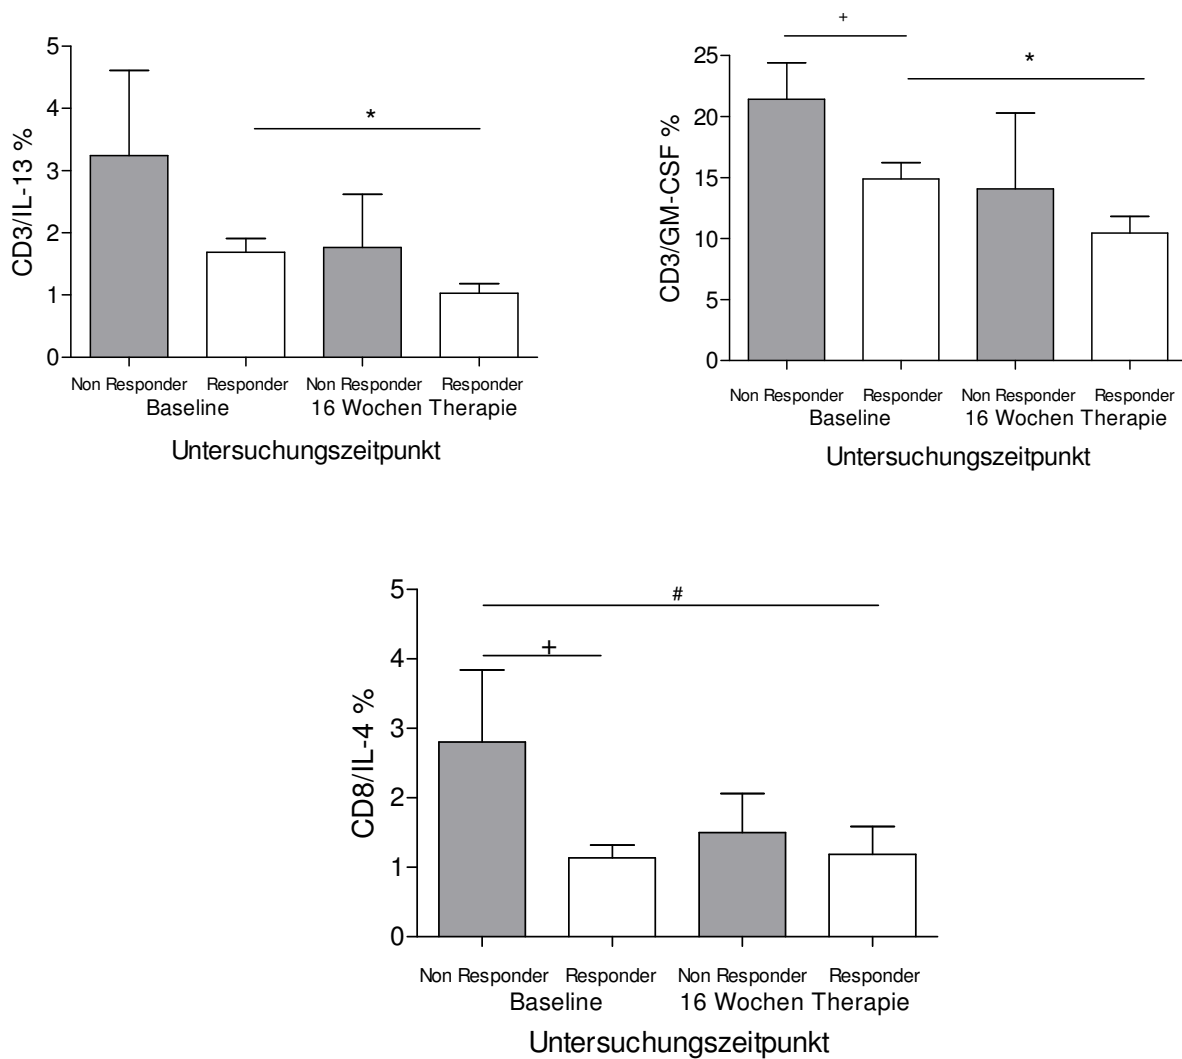 CD3/IL-13 %
5
4
3
2
1
0
*
Non Responder Responder Non Responder Responder
Baseline 16 Wochen Therapie
Untersuchungszeitpunkt
CD3/GM-CSF %
25
20
15
10
5
0
+
*
Non Responder Responder Non Responder Responder
Baseline 16 Wochen Therapie
Untersuchungszeitpunkt
CD8/IL-4 %
5
4
3
2
1
0
#
+
Non Responder Responder Non Responder Responder
Baseline 16 Wochen Therapie
Untersuchungszeitpunkt